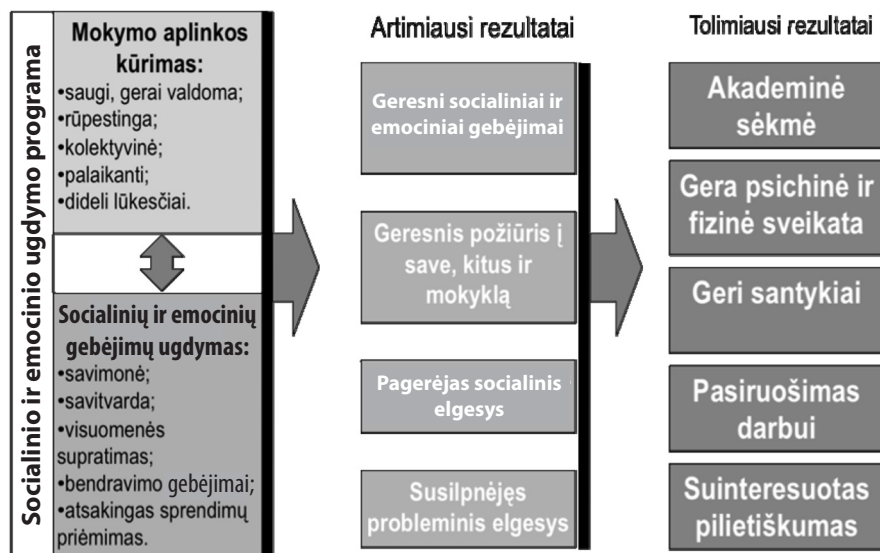 Socialinio ir emocinio ugdymo programa
Mokymo aplinkos
kūrimas:
•saugi, gerai valdoma;
•rūpestinga;
•kolektyvinė;
•palaikanti;
•dideli lūkesčiai.
Socialinių ir emocinių
gebėjimų ugdymas:
•savimonė;
•savitvarda;
•visuomenės
supratimas;
•bendravimo gebėjimai;
•atsakingas sprendimų
priėmimas.
Artimiausi rezultatai
Geresni socialiniai ir
emociniai gebėjimai
Geresnis požiūris į
save, kitus ir
mokyklą
Pagerėjas socialinis
elgesys
Susilpnėjęs
probleminis elgesys
Tolimiausi rezultatai
Akademinė
sėkmė
Gera psichinė ir
fizinė sveikata
Geri santykiai
Pasiruošimas
darbui
Suinteresuotas
pilietiškumas